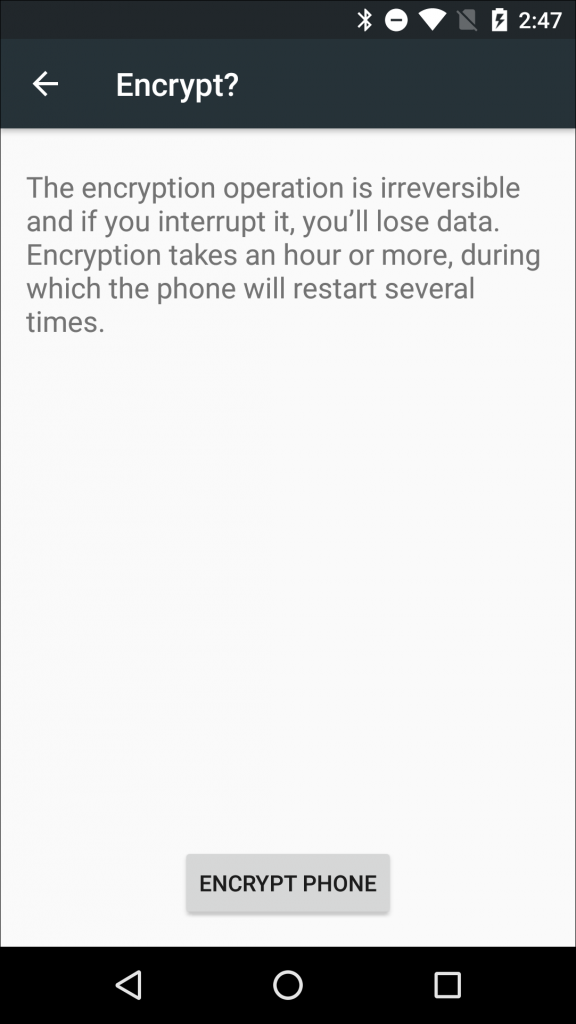 2:47
Encrypt?
The encryption operation is irreversible
and if you interrupt it, you’ll lose data.
Encryption takes an hour or more, during
which the phone will restart several
times.
ENCRYPT PHONE